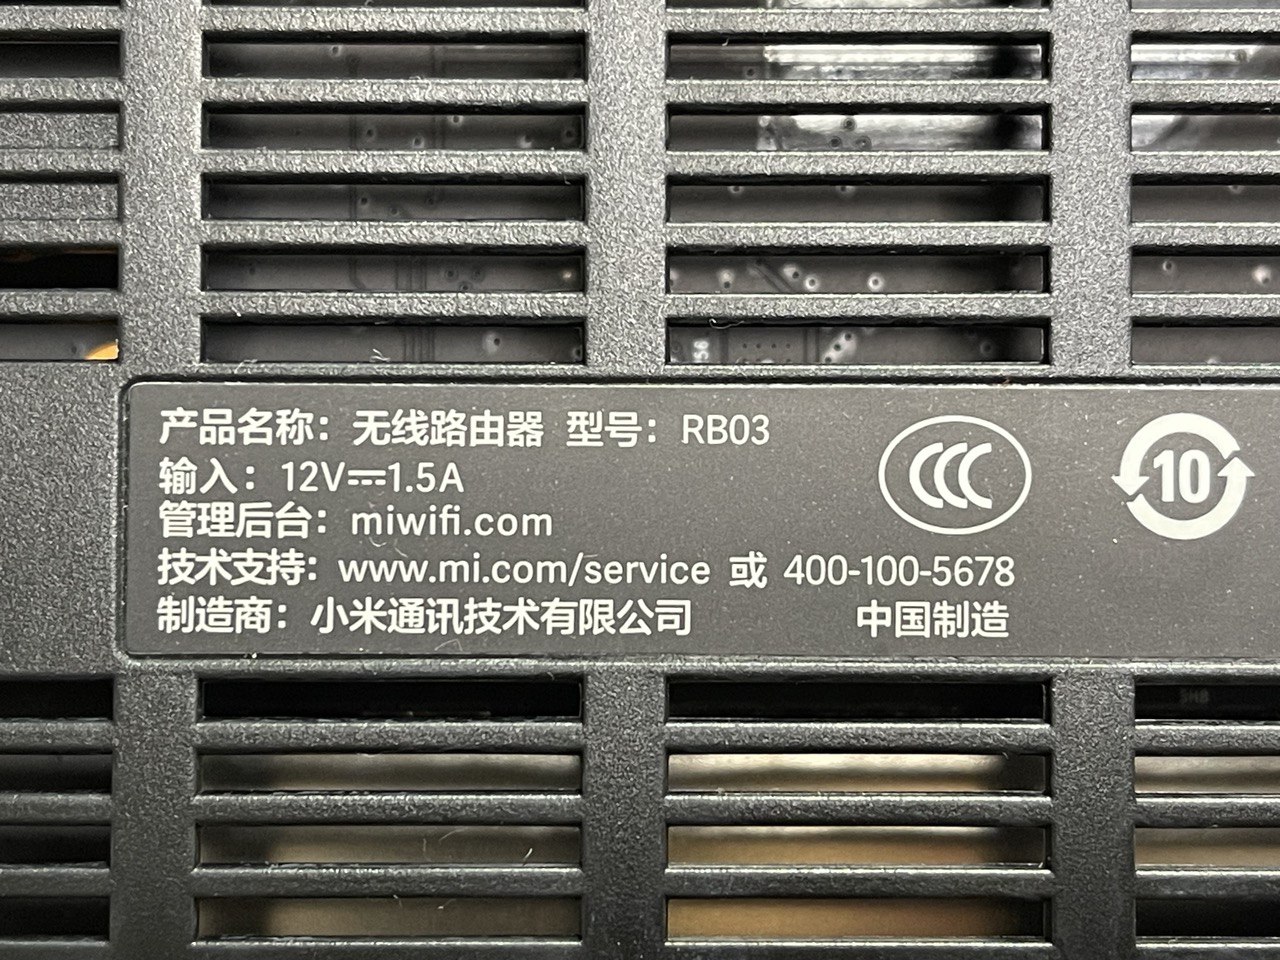 产品名称：无线路由器 型号：RB03
输入：12V⎓1.5A
管理后台：miwifi.com
技术支持：www.mi.com/service 或 400-100-5678
制造商：小米通讯技术有限公司 中国制造
CCC
10